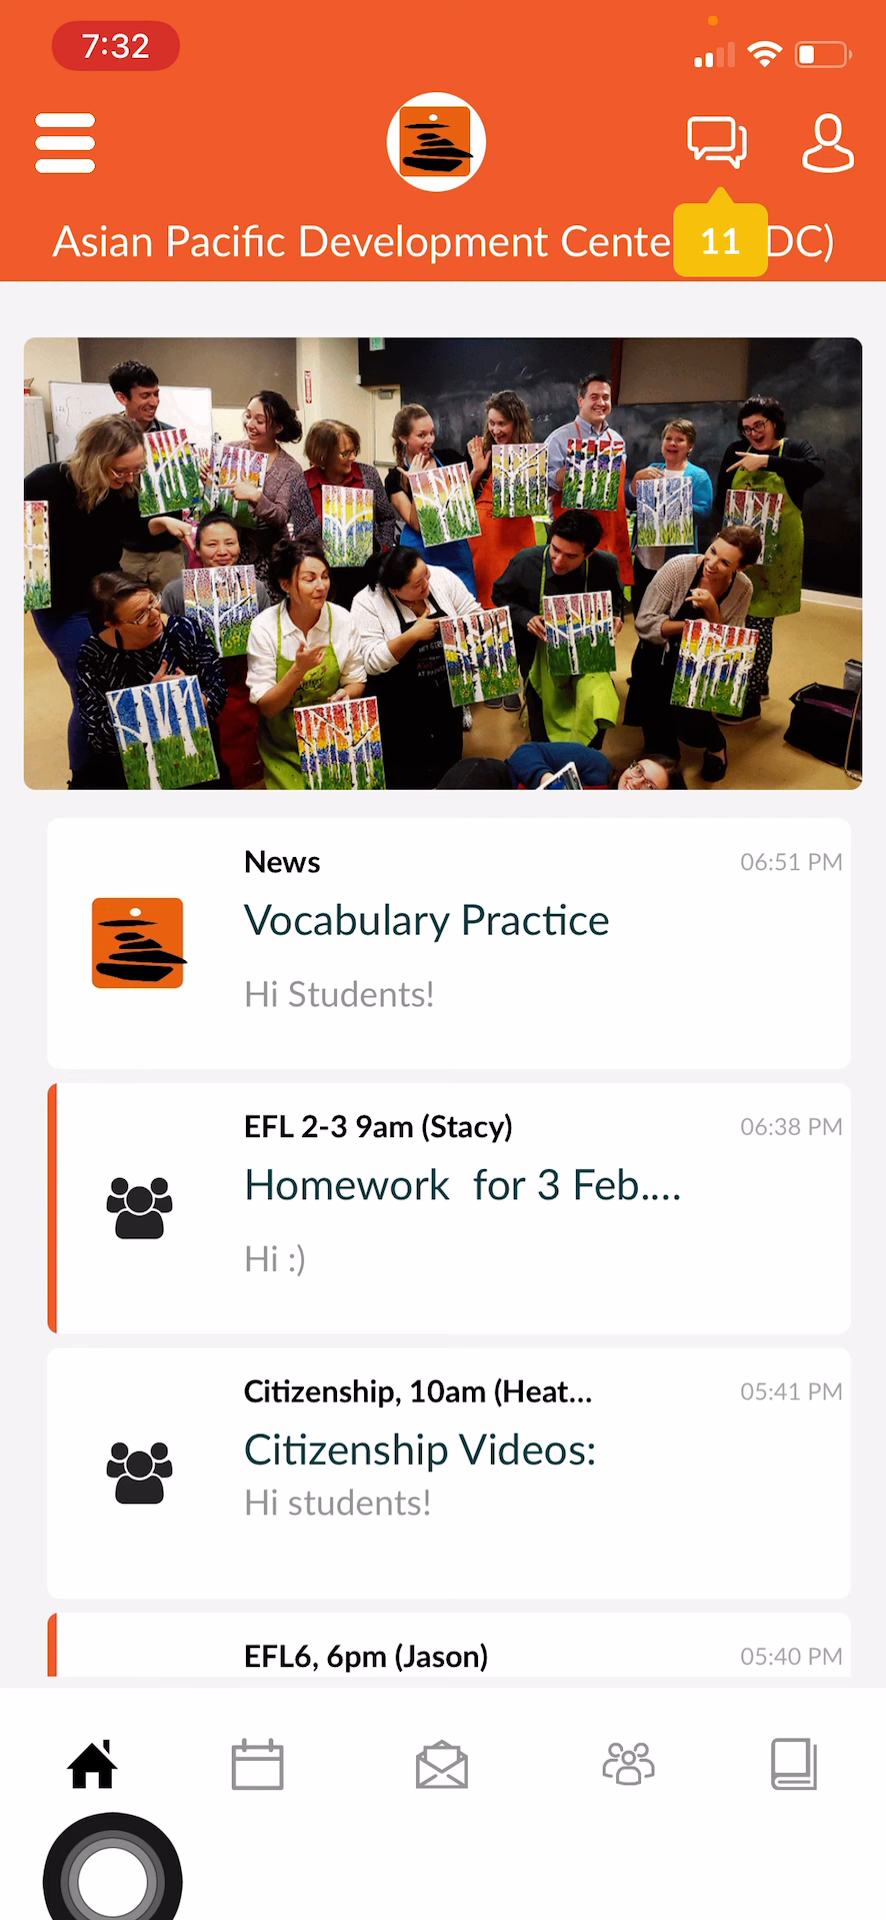 7:32
Asian Pacific Development Cente DC)
11
News
06:51 PM
Vocabulary Practice
Hi Students!
EFL 2-3 9am (Stacy)
06:38 PM
Homework  for 3 Feb....
Hi :)
Citizenship, 10am (Heat...
05:41 PM
Citizenship Videos:
Hi students!
EFL6, 6pm (Jason)
05:40 PM